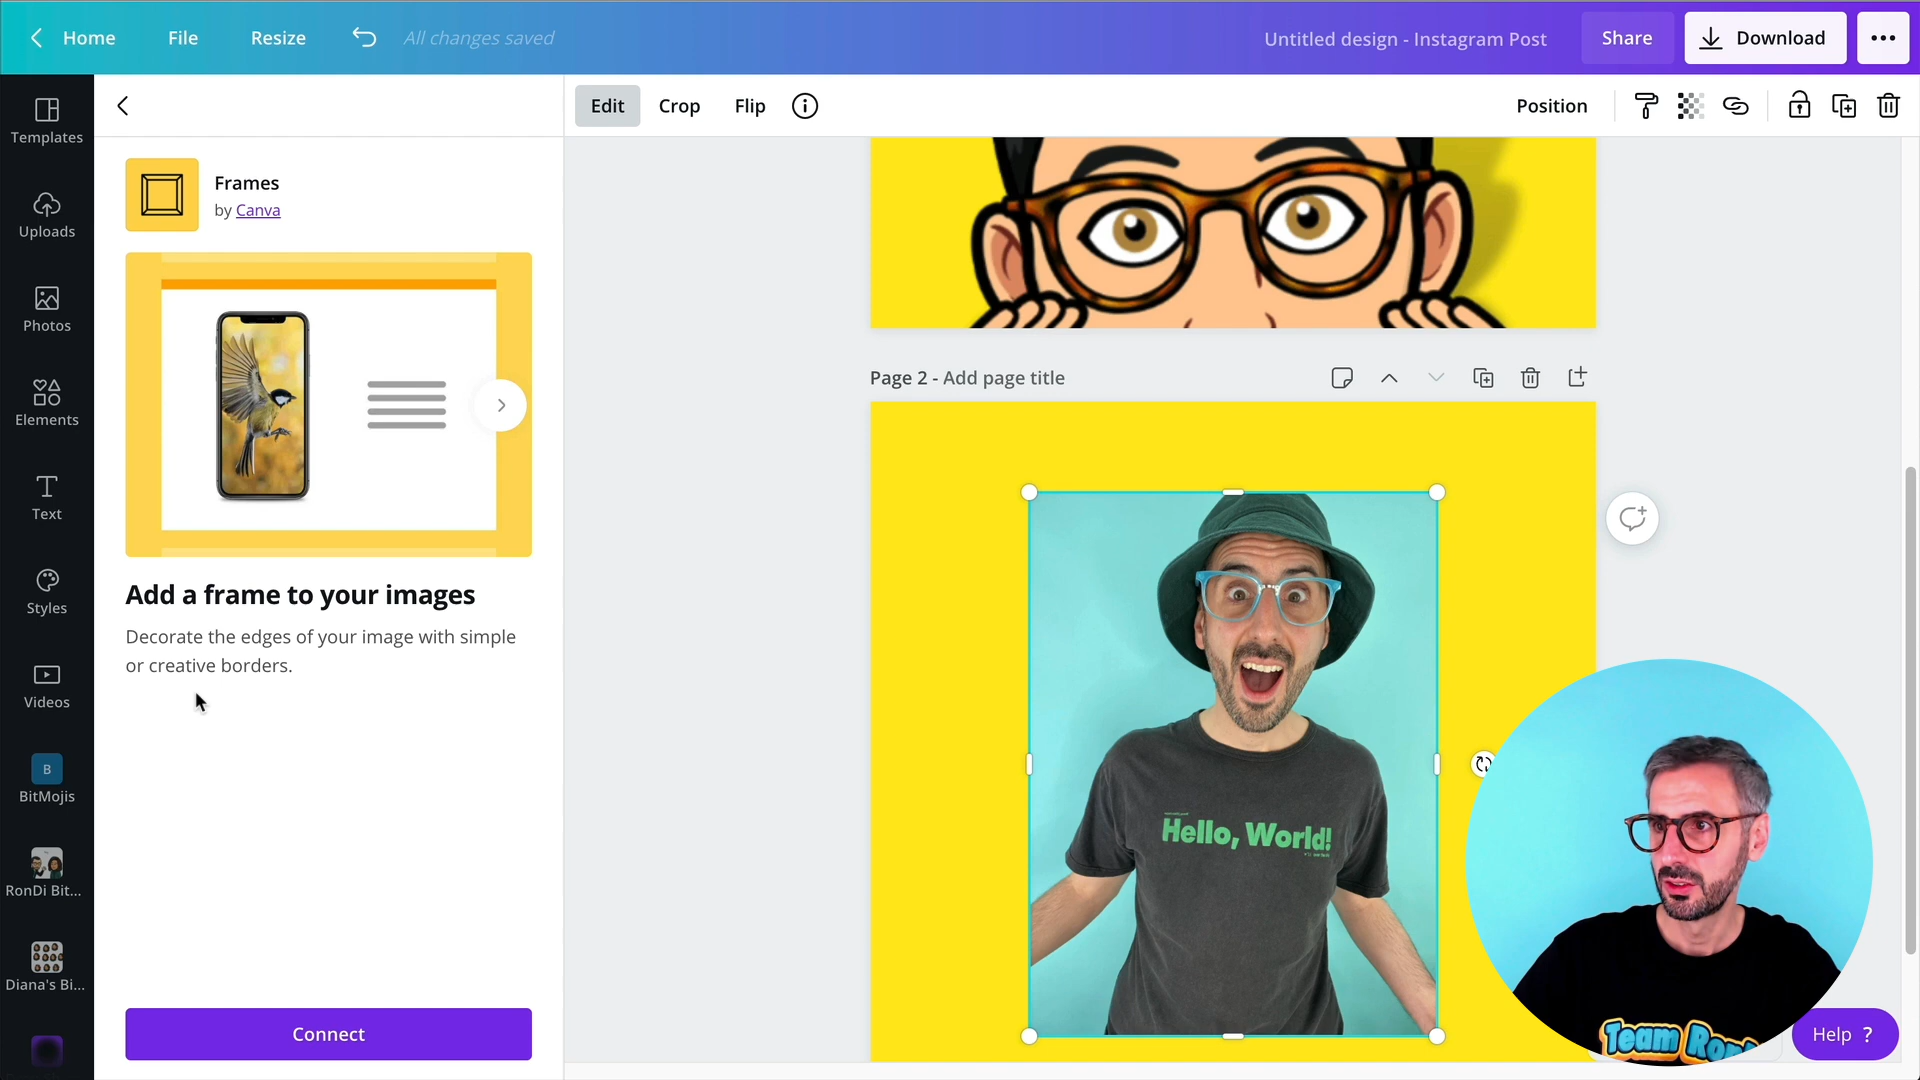 Home
File
Resize
All changes saved
Untitled design - Instagram Post
Share
Download
Templates
Uploads
Photos
Elements
Text
Styles
Videos
B
BitMojis
RonDi Bit...
Diana's Bi...
Frames
by Canva
Add a frame to your images
Decorate the edges of your image with simple
or creative borders.
Connect
Edit
Crop
Flip
Position
Page 2 - Add page title
Hello, World!
Team Ron
Help ?